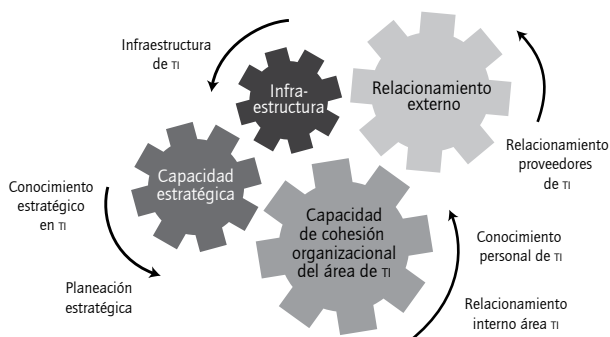 Infraestructura
de TI
Infra-
estructura
Relacionamiento
externo
Relacionamiento
proveedores
de TI
Capacidad
estratégica
Conocimiento
estratégico
en TI
Planeación
estratégica
Capacidad
de cohesión
organizacional
del área de TI
Conocimiento
personal de TI
Relacionamiento
interno área TI